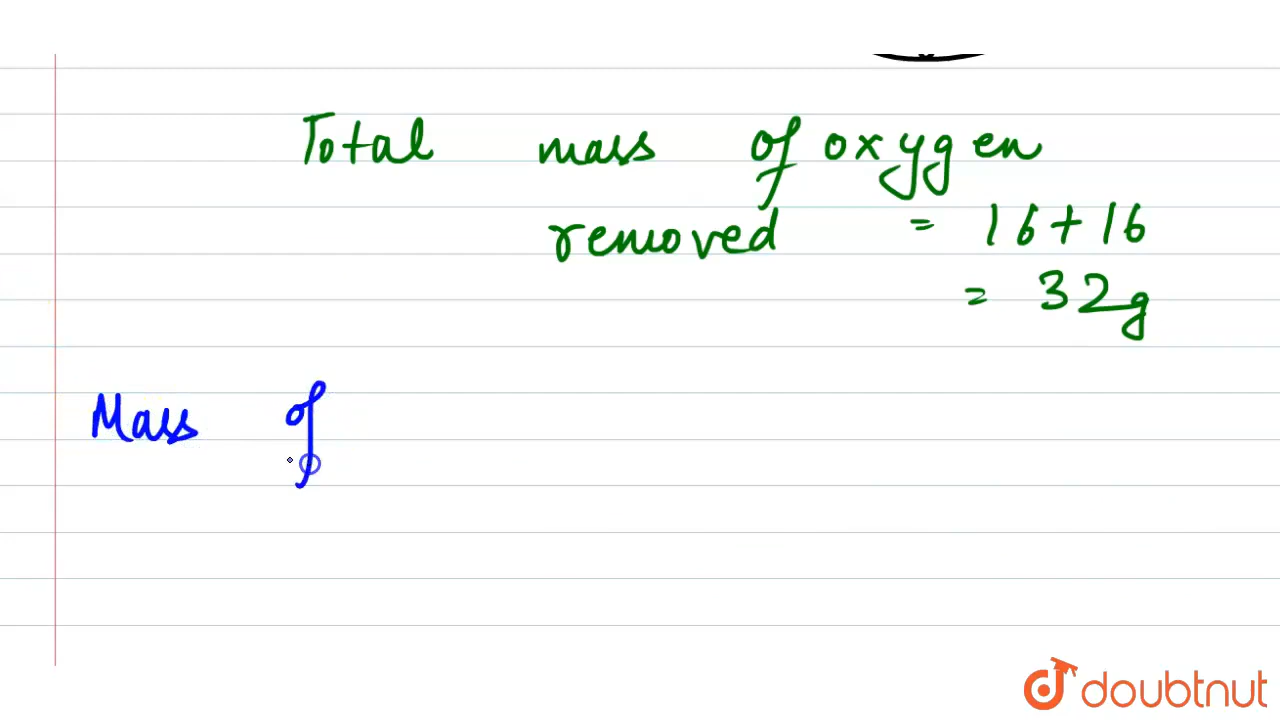 Total mass of oxygen
removed = 16+16
= 32g
Mass of
doubtnut